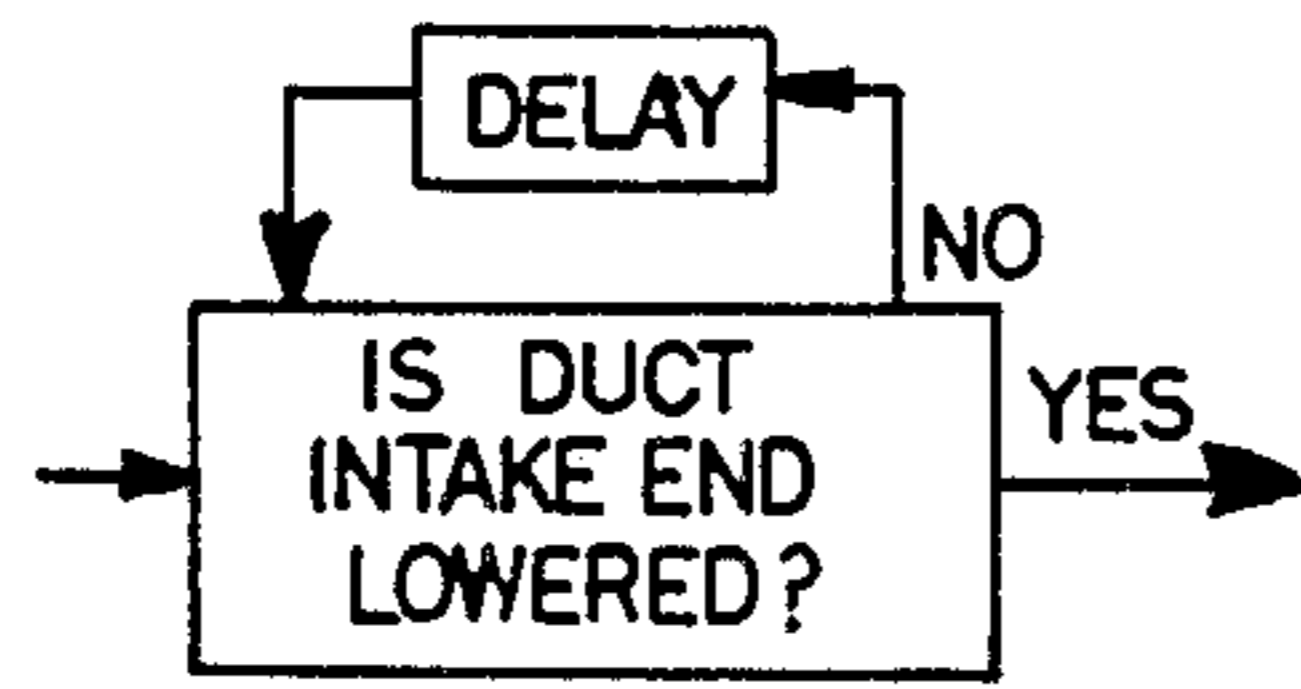 DELAY
NO
IS DUCT
INTAKE END
LOWERED?
YES